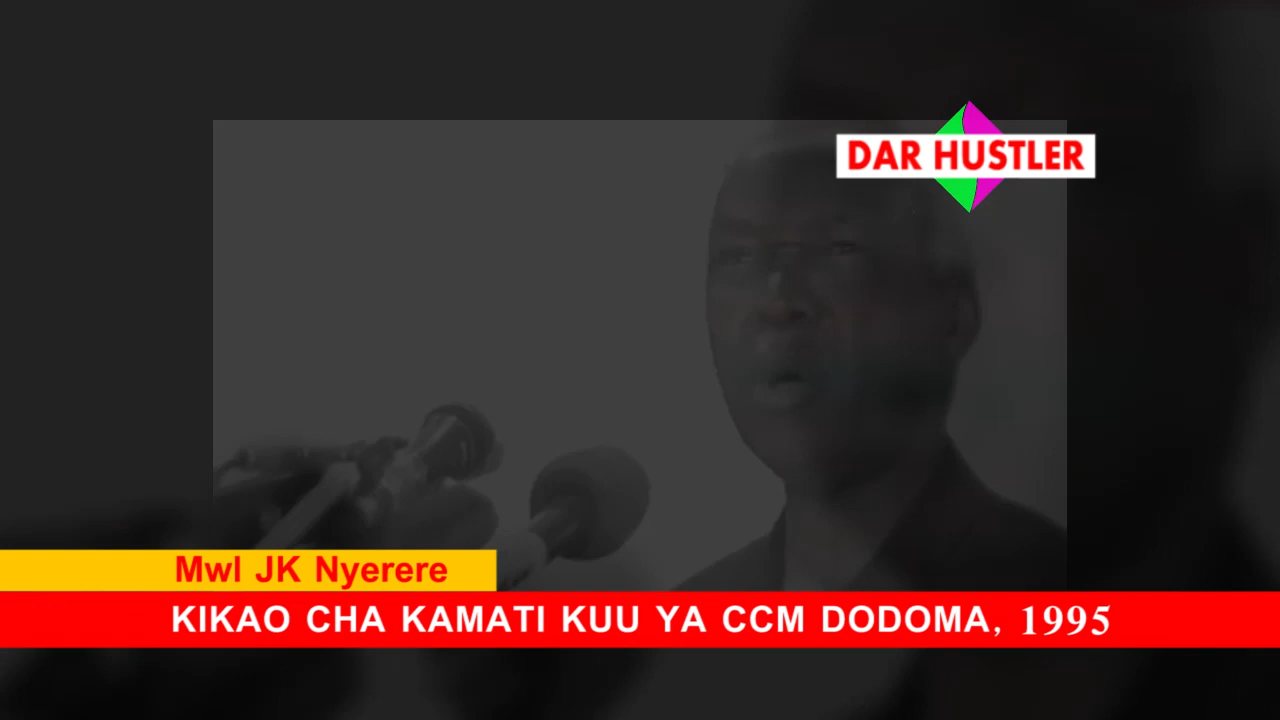 DAR HUSTLER
Mwl JK Nyerere
KIKAO CHA KAMATI KUU YA CCM DODOMA, 1995